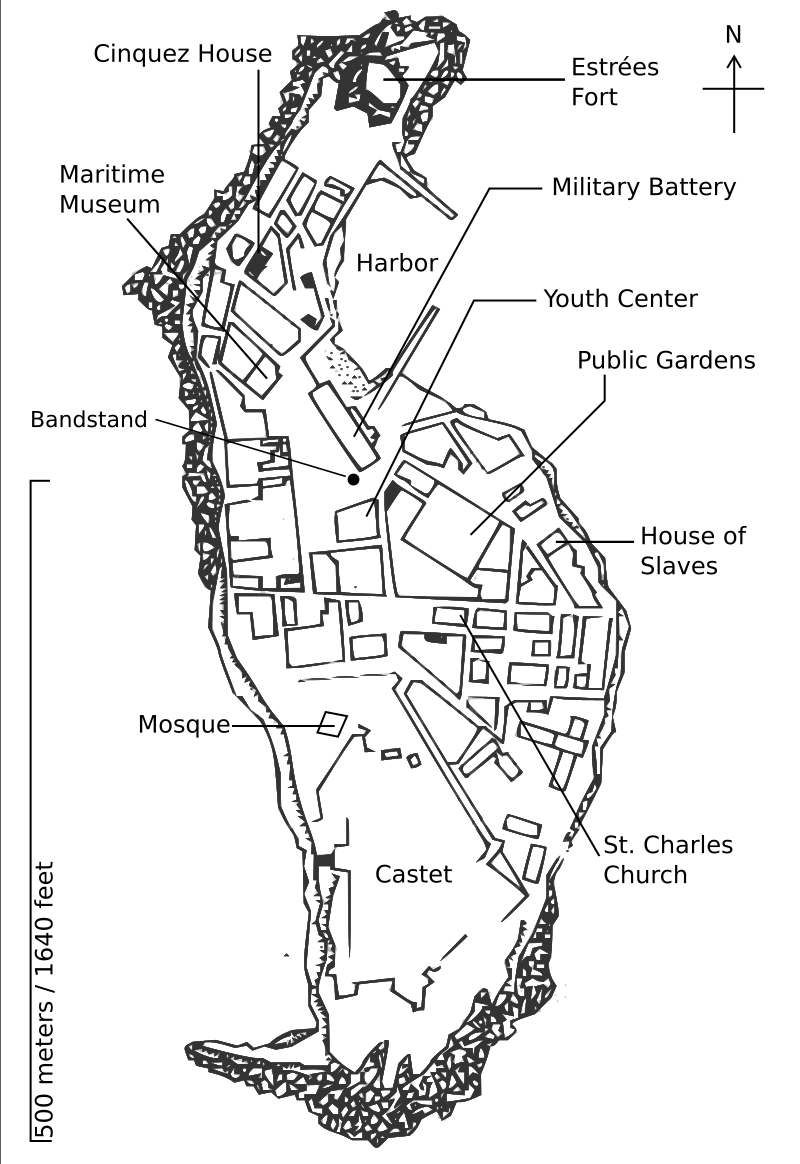 N
Cinquez House
Estrées
Fort
Maritime
Museum
Military Battery
Harbor
Youth Center
Public Gardens
Bandstand
House of
Slaves
Mosque
St. Charles
Church
Castet
500 meters / 1640 feet